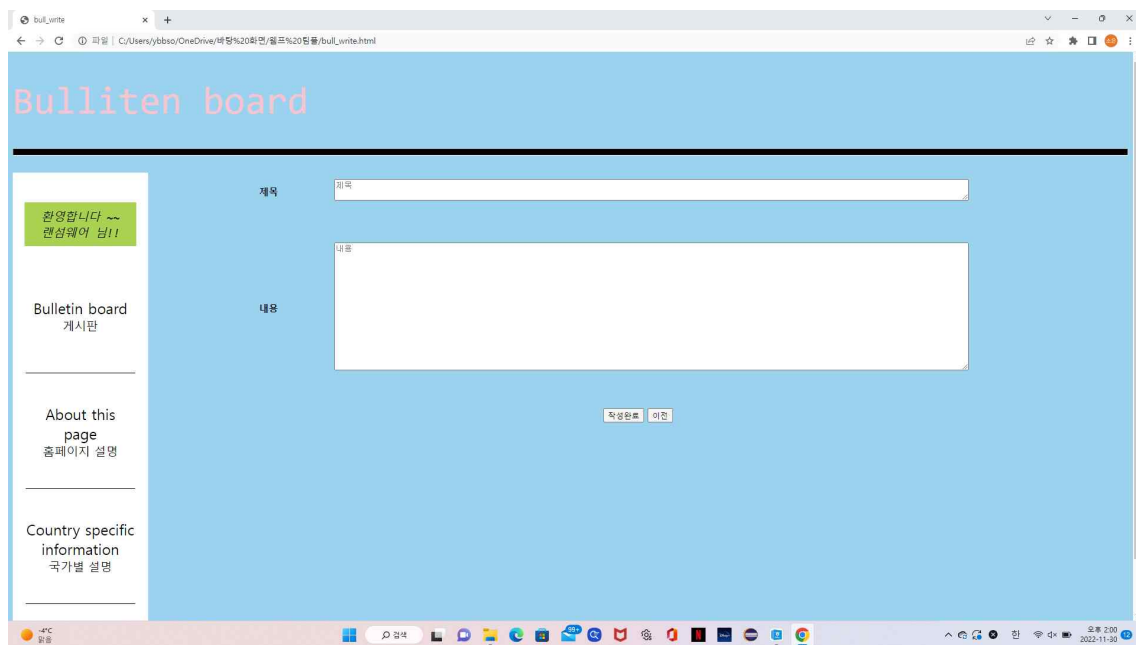 bull_write
파일 | C:/Users/ybbso/OneDrive/바탕%20화면/웹프%20팀플/bull_write.html
Bulliten board
환영합니다 ~~
랜섬웨어 님!!
Bulletin board
게시판
About this
page
홈페이지 설명
Country specific
information
국가별 설명
제목
제목
내용
내용
작성완료 이전
-4°C
맑음
검색
99+
한
오후 2:00
2022-11-30
12